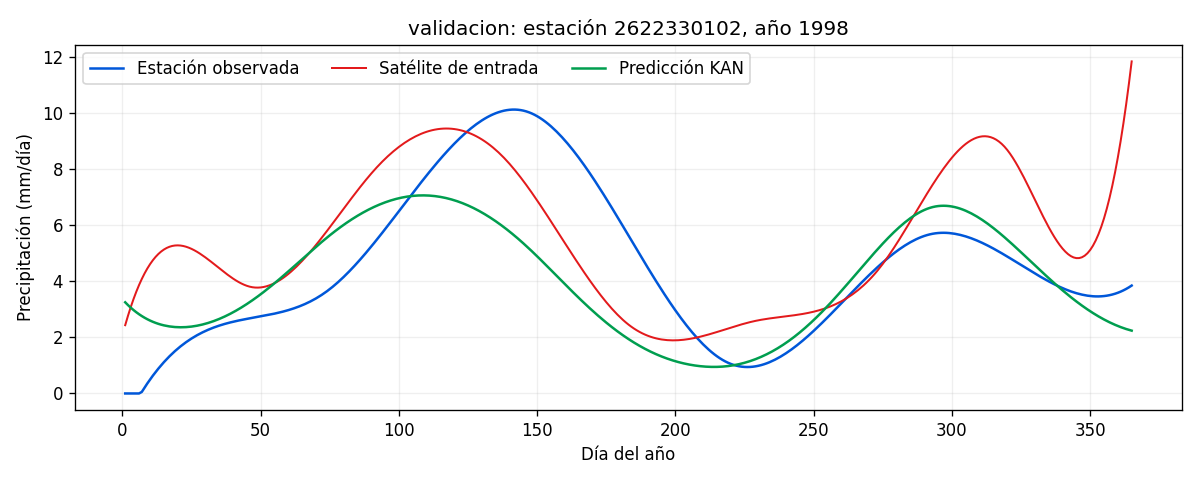 validacion: estación 2622330102, año 1998
Estación observada Satélite de entrada Predicción KAN
12
10
8
6
4
2
0
Precipitación (mm/día)
0 50 100 150 200 250 300 350
Día del año